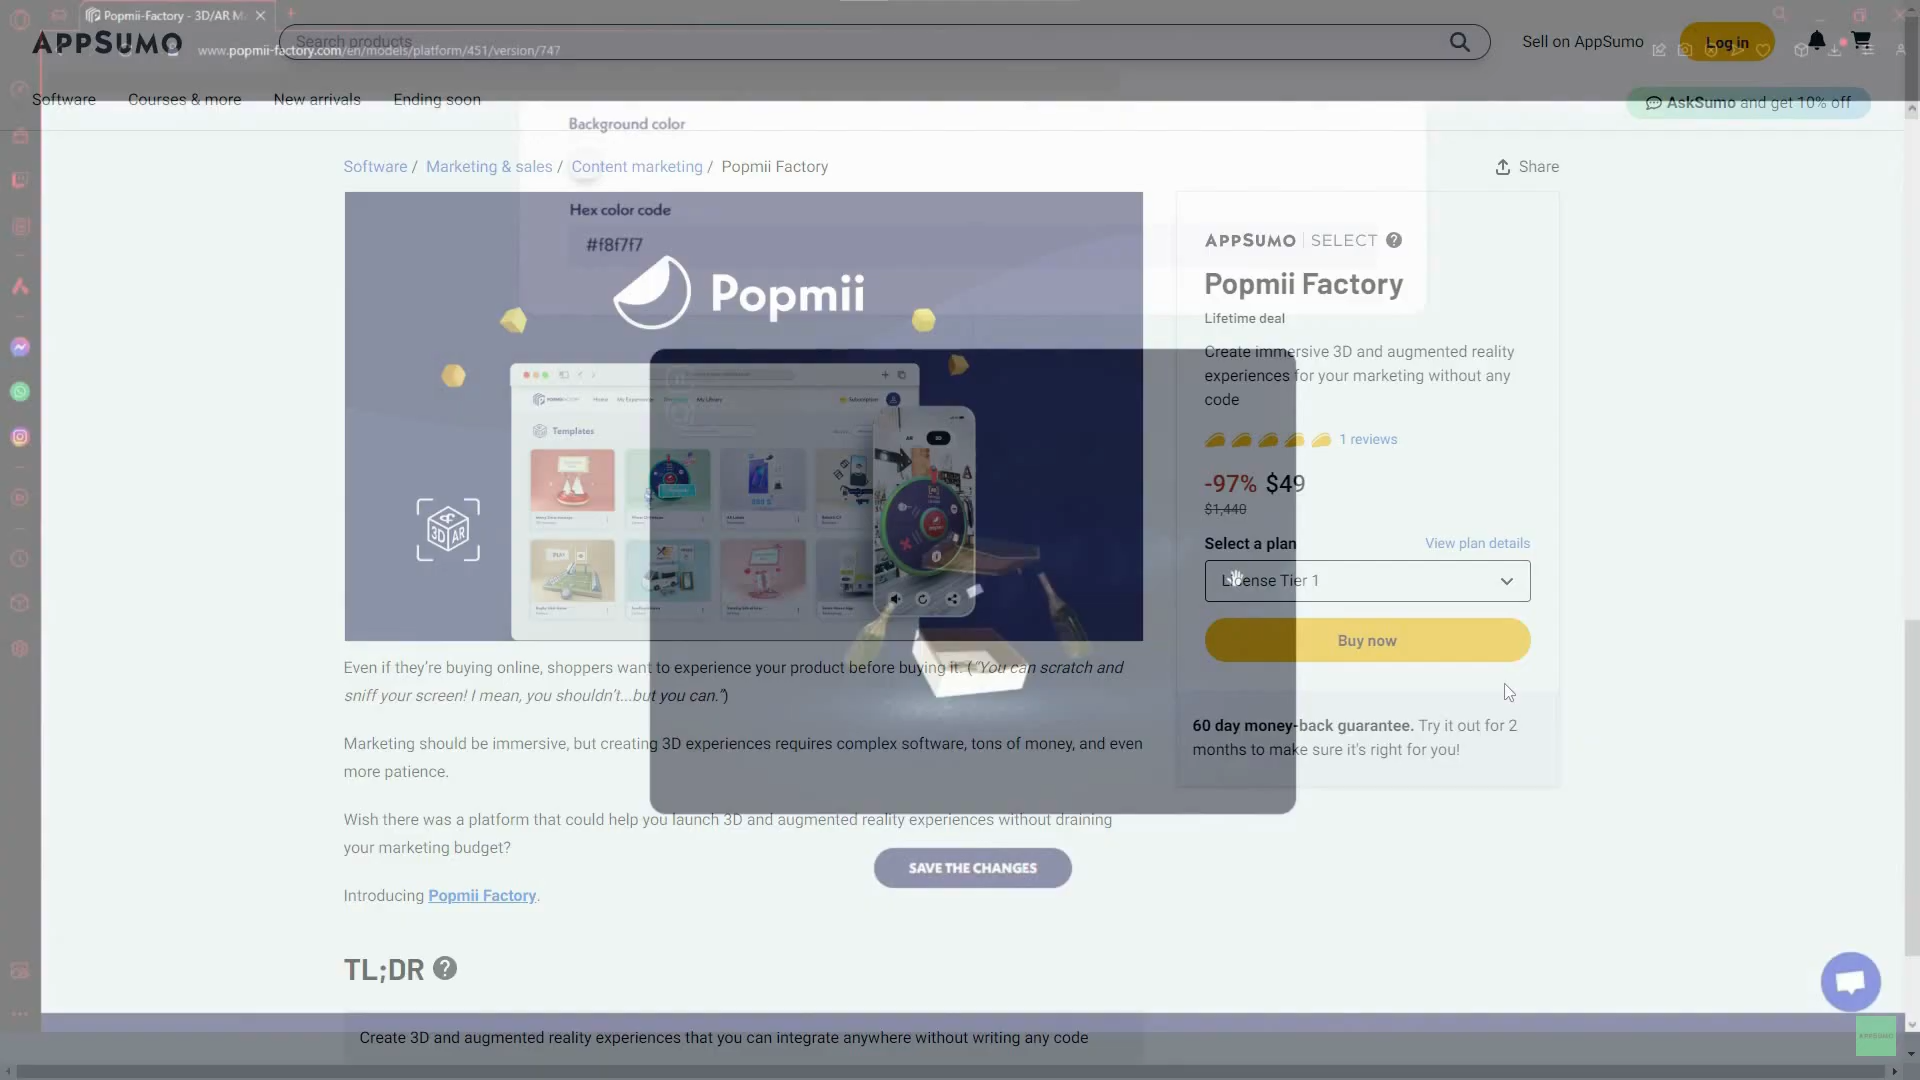 Popmii-Factory - 3D/AR M
www.popmii-factory.com/en/models/platform/451/version/747
APPSUMO
Search products
Sell on AppSumo
Log in
Software
Courses & more
New arrivals
Ending soon
AskSumo and get 10% off
Background color
Software / Marketing & sales / Content marketing / Popmii Factory
Share
Hex color code
#f8f7f7
Popmii
APPSUMO SELECT
Popmii Factory
Lifetime deal
Create immersive 3D and augmented reality
experiences for your marketing without any
code
1 reviews
-97% $49
$1,440
Select a plan
View plan details
License Tier 1
Buy now
60 day money-back guarantee. Try it out for 2
months to make sure it's right for you!
Home
My Library
Subscription
Templates
3D AR
Even if they're buying online, shoppers want to experience your product before buying it. ("You can scratch and
sniff your screen! I mean, you shouldn't...but you can.")
Marketing should be immersive, but creating 3D experiences requires complex software, tons of money, and even
more patience.
Wish there was a platform that could help you launch 3D and augmented reality experiences without draining
your marketing budget?
SAVE THE CHANGES
Introducing Popmii Factory.
TL;DR
Create 3D and augmented reality experiences that you can integrate anywhere without writing any code
APPSUMO